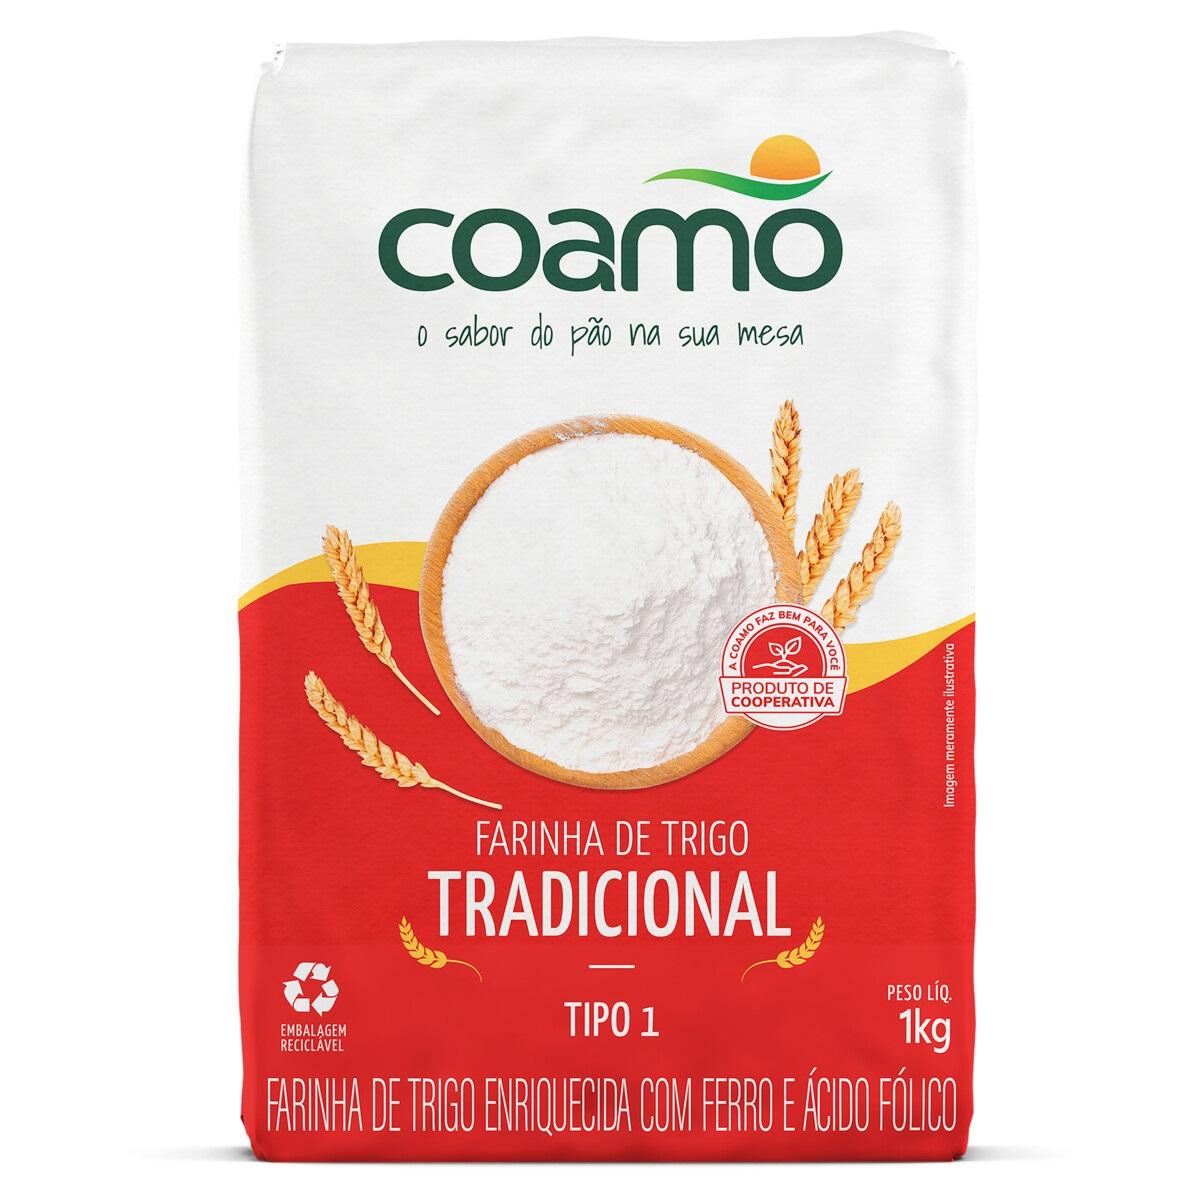 coamo
o sabor do pão na sua mesa
A COAMO FAZ BEM PARA VOCÊ
PRODUTO DE
COOPERATIVA
Imagem meramente ilustrativa
FARINHA DE TRIGO
TRADICIONAL
TIPO 1
EMBALAGEM
RECICLÁVEL
PESO LÍQ.
1kg
FARINHA DE TRIGO ENRIQUECIDA COM FERRO E ÁCIDO FÓLICO